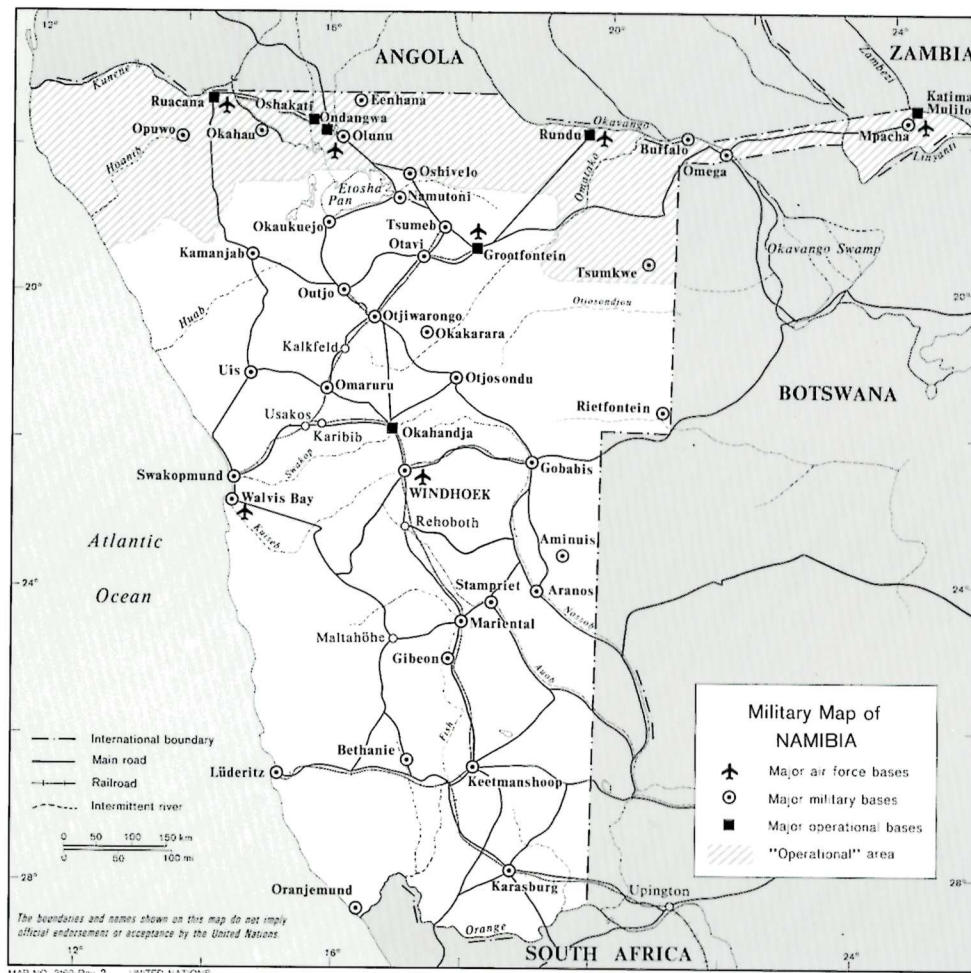 12°
16°
20°
24°
ANGOLA
ZAMBIA
Kunene
Zambezi
Ruacana
Oshakati
Eenhana
Ondangwa
Katima
Mulilo
Opuwo
Okahau
Olunu
Rundu
Okavango
Buffalo
Mpacha
Hoanib
Linyanti
Oshivelo
Omatako
Omega
Etosha
Pan
Namutoni
Okaukuejo
Tsumeb
Otavi
Grootfontein
Okavango Swamp
Kamanjab
Tsumkwe
20°
20°
Outjo
Otjosondjou
Huab
Otjiwarongo
Okakarara
Kalkfeld
Uis
Otjosondu
Omaruru
BOTSWANA
Rietfontein
Usakos
Karibib
Okahandja
Swakop
Swakopmund
Gobabis
WINDHOEK
Walvis Bay
Kuiseb
Rehoboth
Atlantic
Ocean
Aminuis
24°
24°
Stampriet
Aranos
Nossob
Mariental
Maltahöhe
Gibeon
Auob
Fish
Bethanie
Lüderitz
Keetmanshoop
International boundary
Main road
Railroad
Intermittent river
0 50 100 150 km
0 50 100 mi
Military Map of
NAMIBIA
Major air force bases
Major military bases
Major operational bases
"Operational" area
28°
28°
Oranjemund
Karasburg
Upington
Orange
SOUTH AFRICA
The boundaries and names shown on this map do not imply
official endorsement or acceptance by the United Nations.
12°
16°
24°
UNITED NATIONS